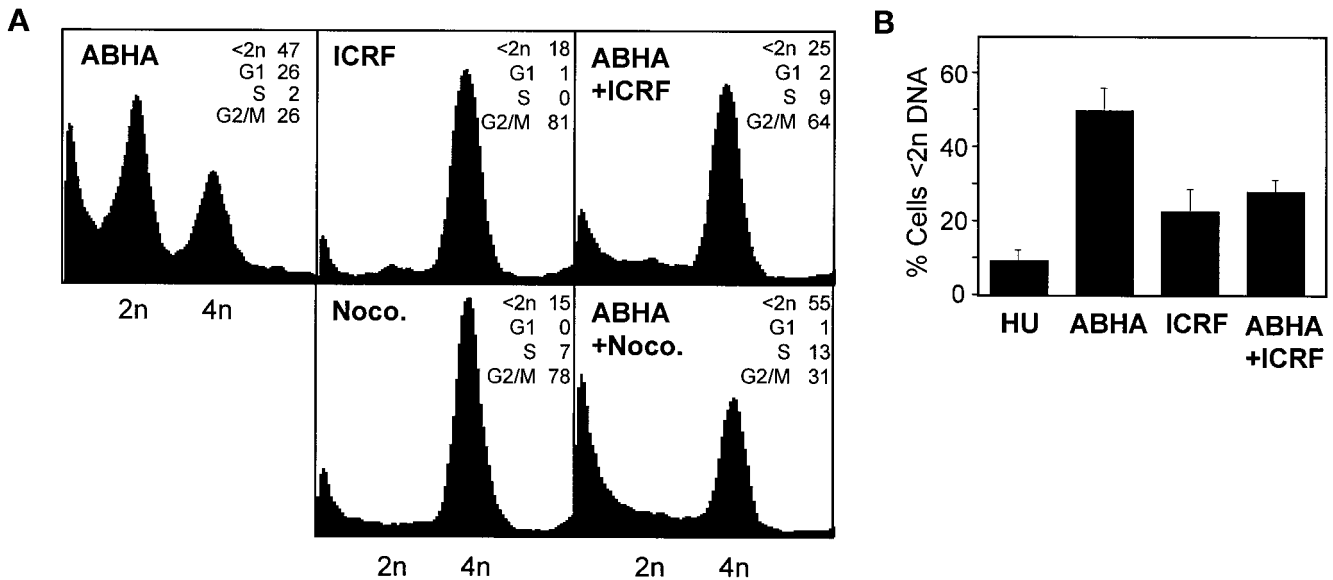 A
ABHA
<2n 47
G1 26
S 2
G2/M 26
ICRF
<2n 18
G1 1
S 0
G2/M 81
ABHA
+ICRF
<2n 25
G1 2
S 9
G2/M 64
2n 4n
Noco.
<2n 15
G1 0
S 7
G2/M 78
ABHA
+Noco.
<2n 55
G1 1
S 13
G2/M 31
2n 4n
2n 4n
B
% Cells <2n DNA
60
40
20
0
HU
ABHA
ICRF
ABHA
+ICRF